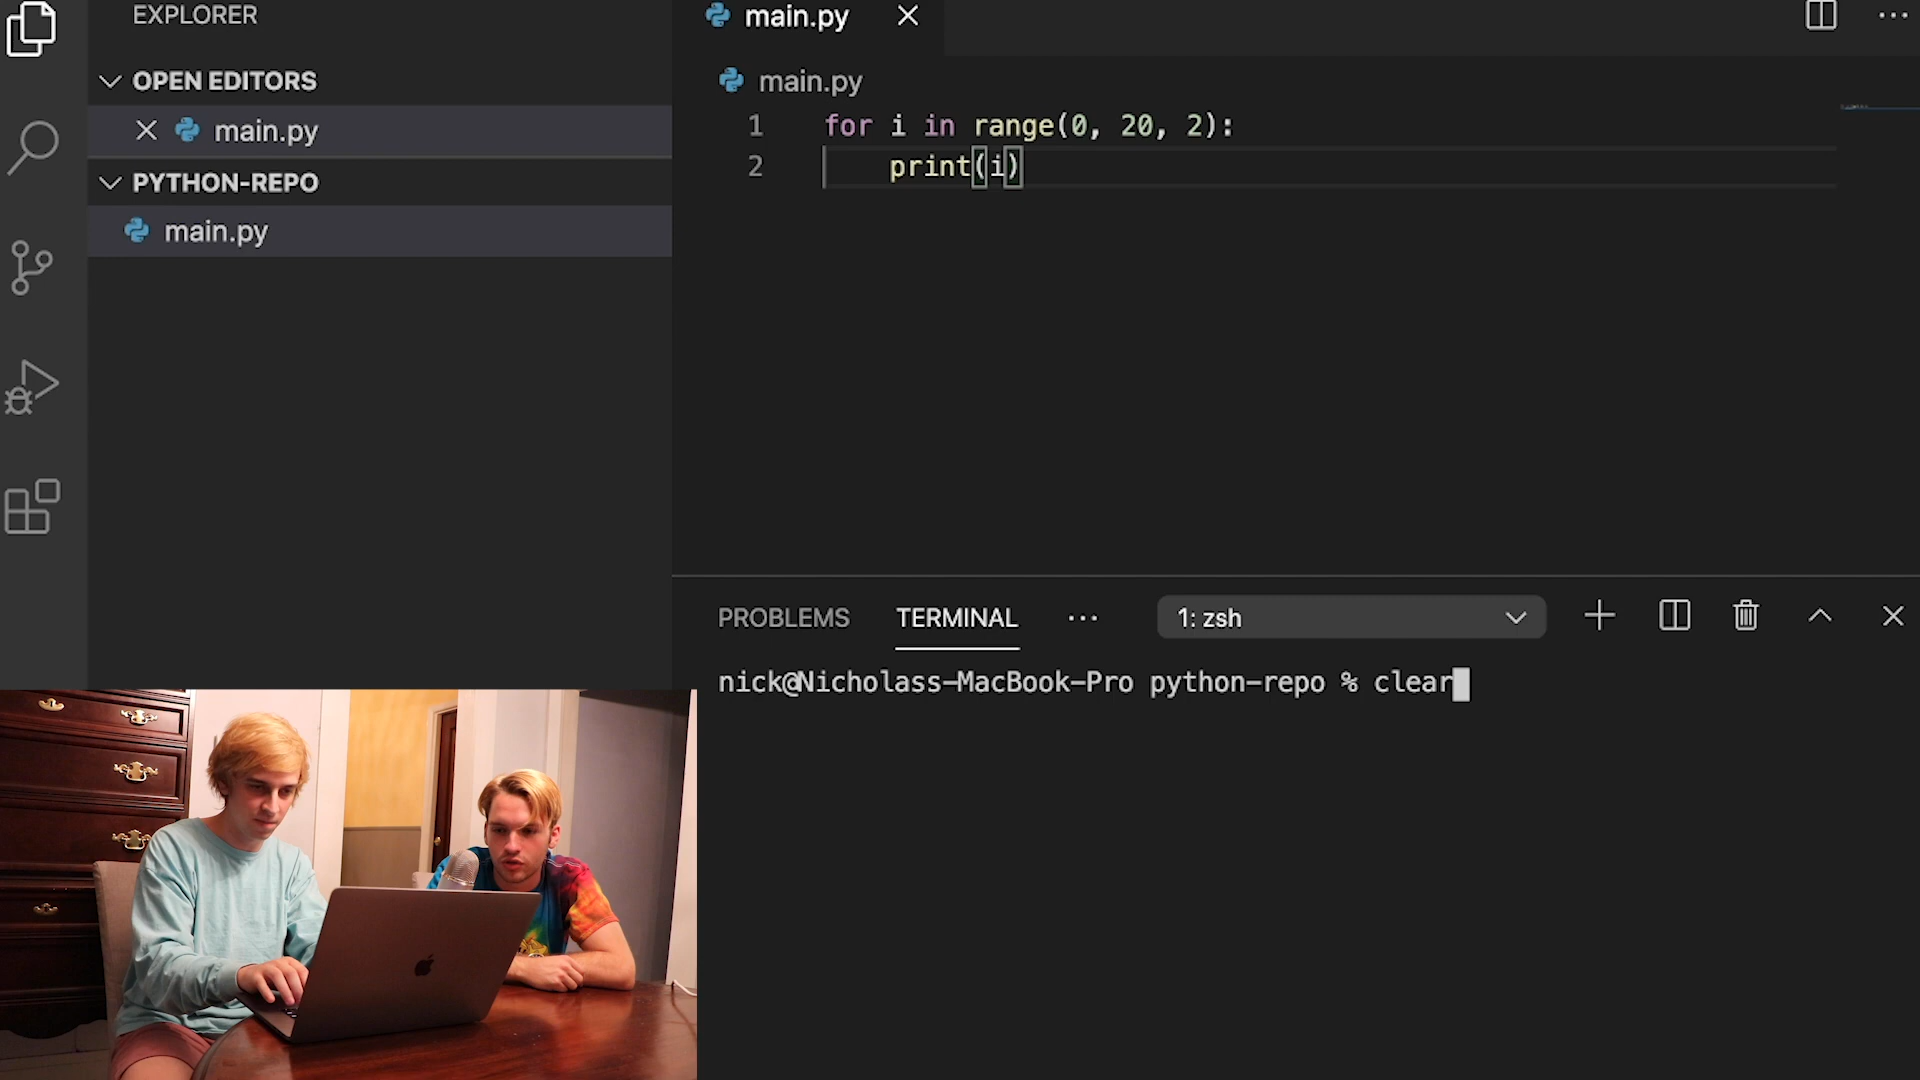 EXPLORER
OPEN EDITORS
main.py
PYTHON-REPO
main.py
main.py
main.py
1 for i in range(0, 20, 2):
2 print(i)
PROBLEMS TERMINAL ... 1: zsh
nick@Nicholass-MacBook-Pro python-repo % clear